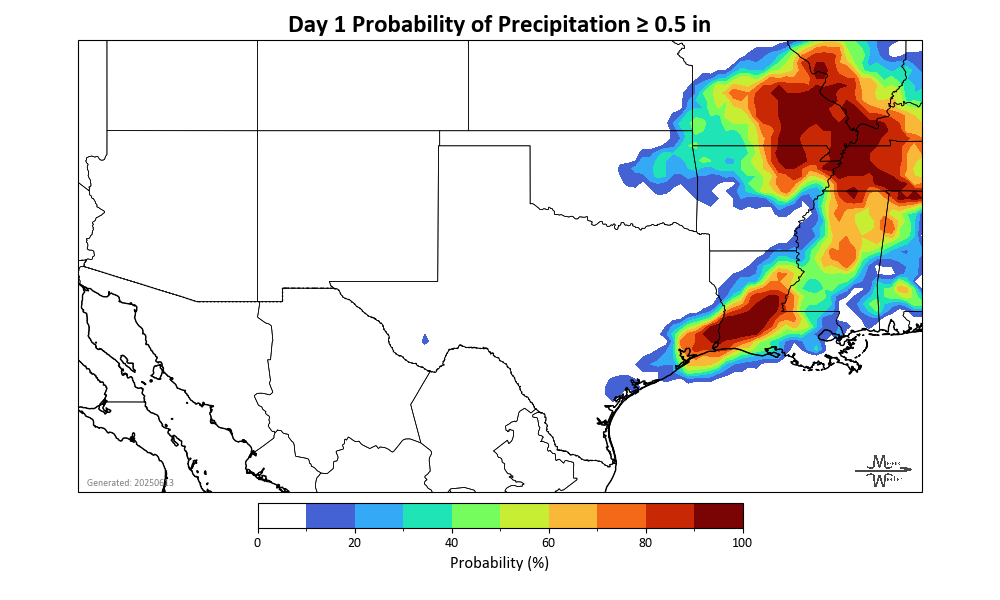 Day 1 Probability of Precipitation ≥ 0.5 in
Generated: 20250613
0 20 40 60 80 100
Probability (%)